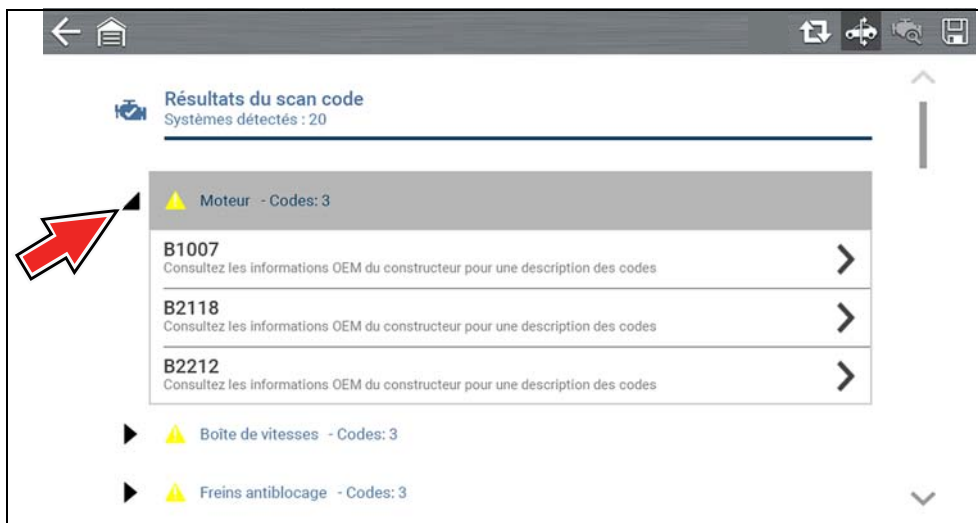 Résultats du scan code
Systèmes détectés : 20
Moteur - Codes: 3
B1007
Consultez les informations OEM du constructeur pour une description des codes
B2118
Consultez les informations OEM du constructeur pour une description des codes
B2212
Consultez les informations OEM du constructeur pour une description des codes
Boîte de vitesses - Codes: 3
Freins antiblocage - Codes: 3